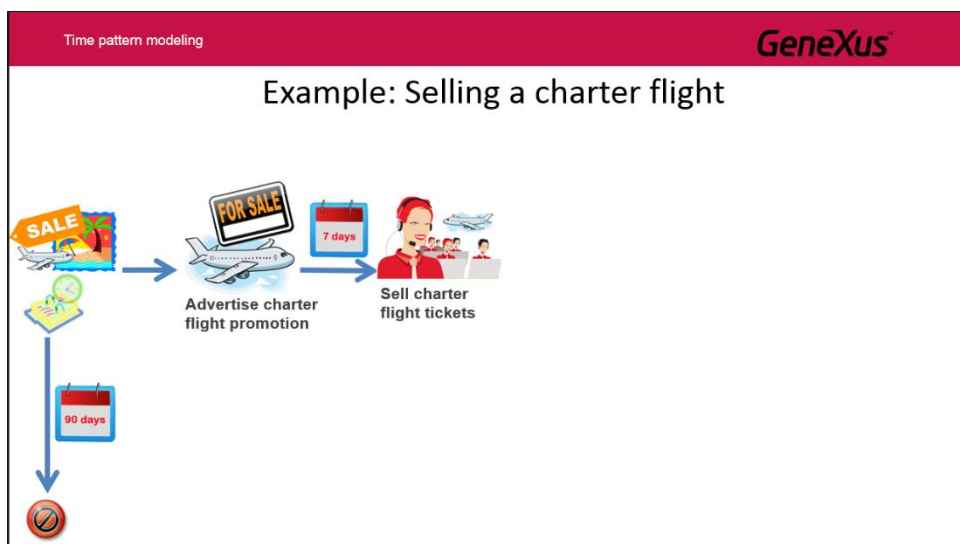 Time pattern modeling
GeneXus™
Example: Selling a charter flight
SALE
FOR SALE
7 days
Advertise charter
flight promotion
Sell charter
flight tickets
90 days